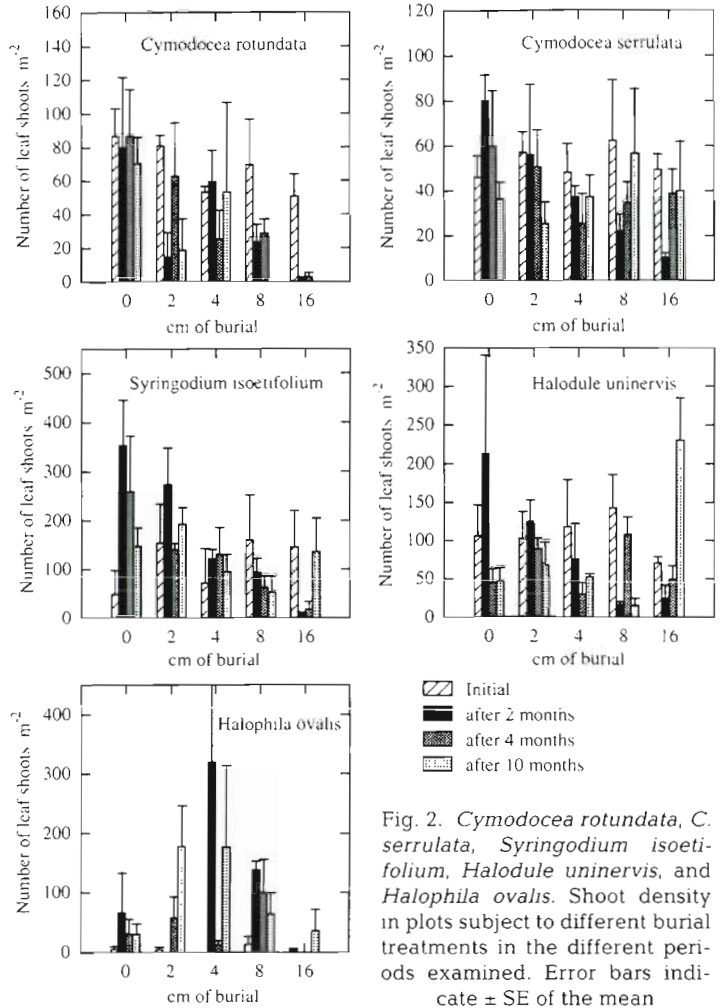 Cymodocea rotundata
Number of leaf shoots m-2
160
140
120
100
80
60
40
20
0
0 2 4 8 16
cm of burial
Cymodocea serrulata
Number of leaf shoots m-2
120
100
80
60
40
20
0
0 2 4 8 16
cm of burial
Syringodium isoetifolium
Number of leaf shoots m-2
500
400
300
200
100
0
0 2 4 8 16
cm of burial
Halodule uninervis
Number of leaf shoots m-2
350
300
250
200
150
100
50
0
0 2 4 8 16
cm of burial
Halophila ovalis
Number of leaf shoots m-2
400
300
200
100
0
0 2 4 8 16
cm of burial
Initial
after 2 months
after 4 months
after 10 months
Fig. 2. Cymodocea rotundata, C.
serrulata, Syringodium isoeti-
folium, Halodule uninervis, and
Halophila ovalis. Shoot density
in plots subject to different burial
treatments in the different peri-
ods examined. Error bars indi-
cate ± SE of the mean